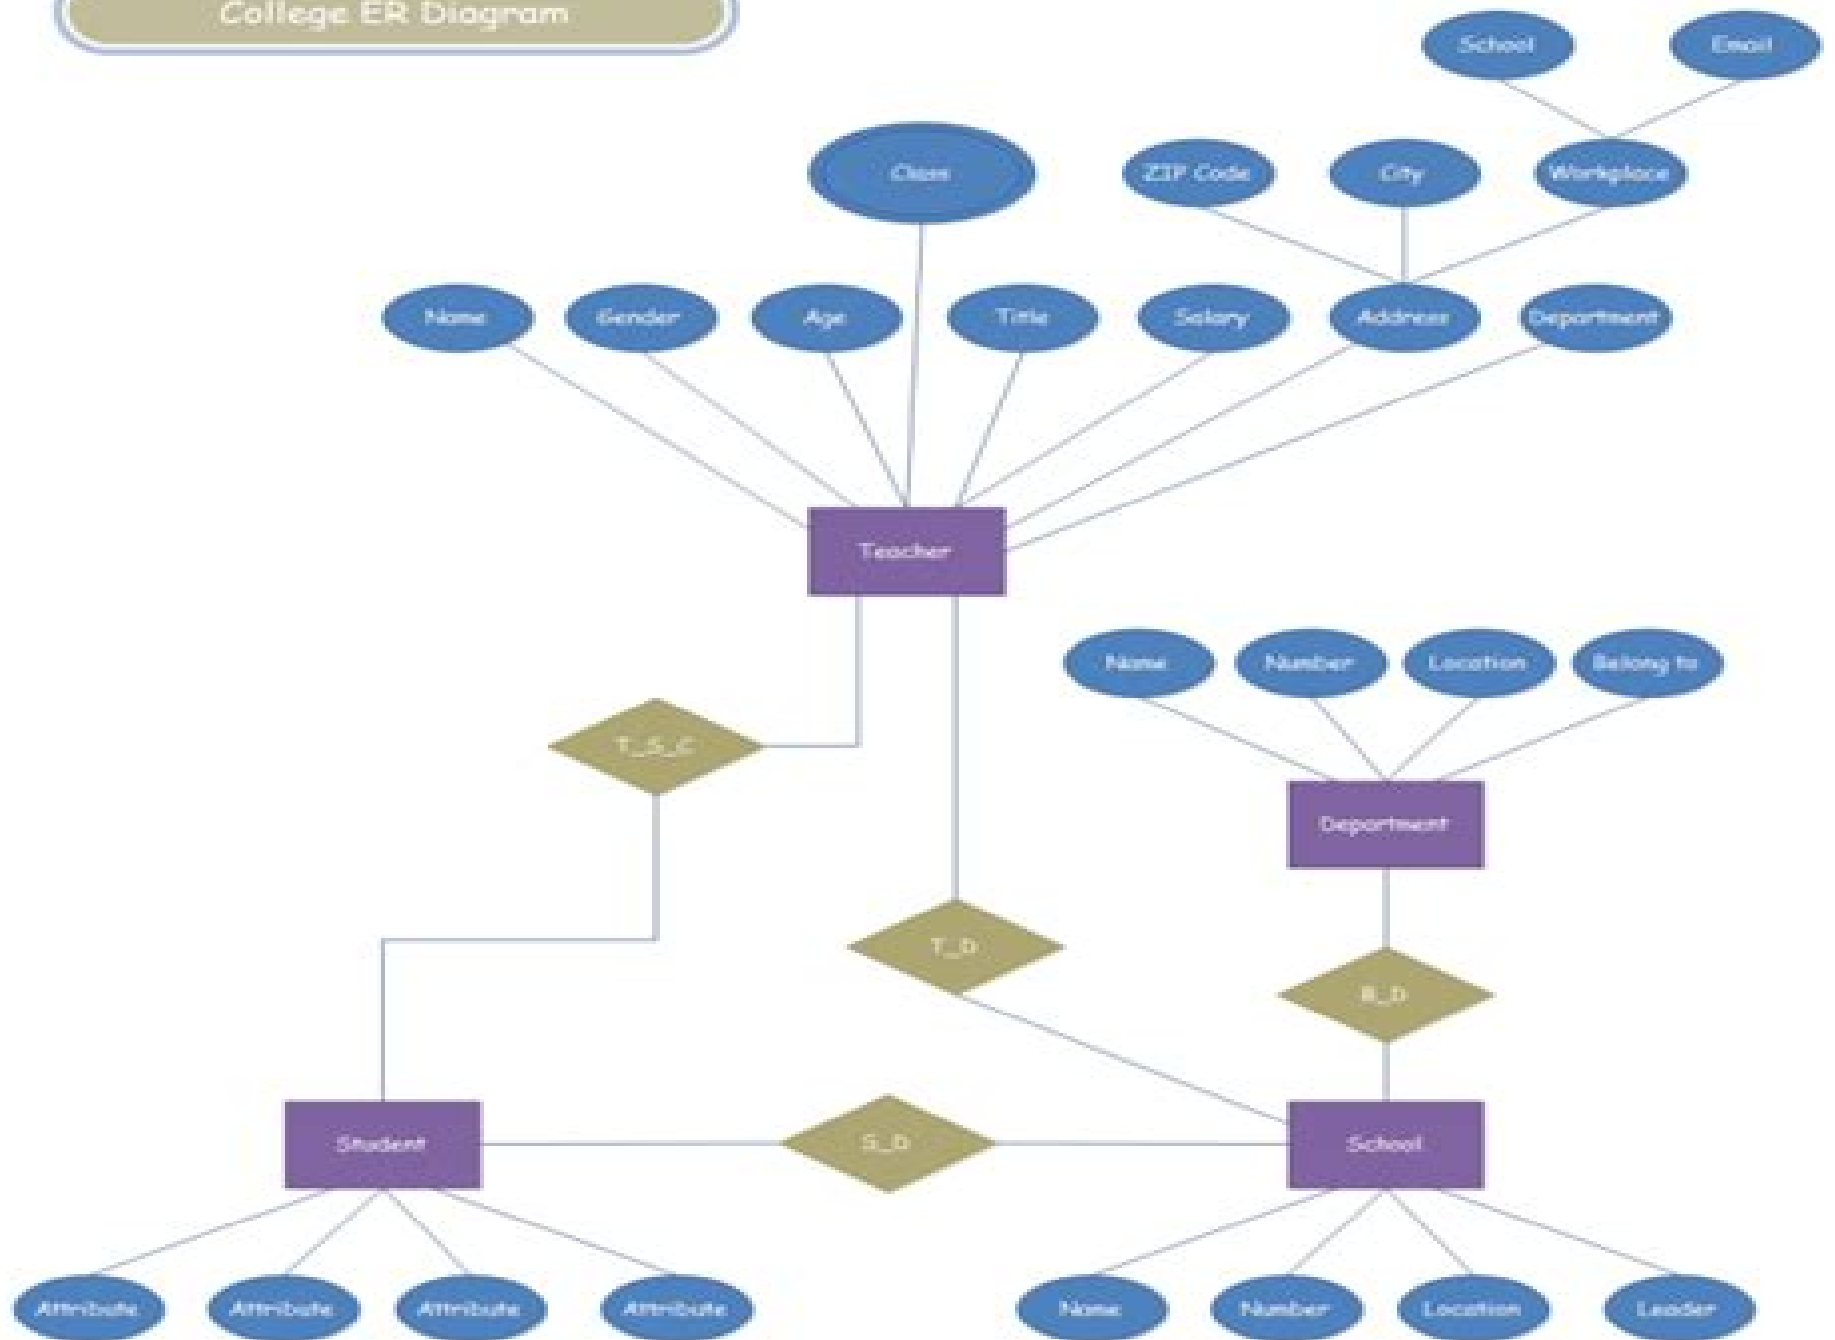 College ER Diagram
School
Email
Class
ZIP Code
City
Workplace
Name
Gender
Age
Title
Salary
Address
Department
Teacher
Name
Number
Location
Belong to
T_S_C
Department
T_D
B_D
Student
S_D
School
Attribute
Attribute
Attribute
Attribute
Name
Number
Location
Leader